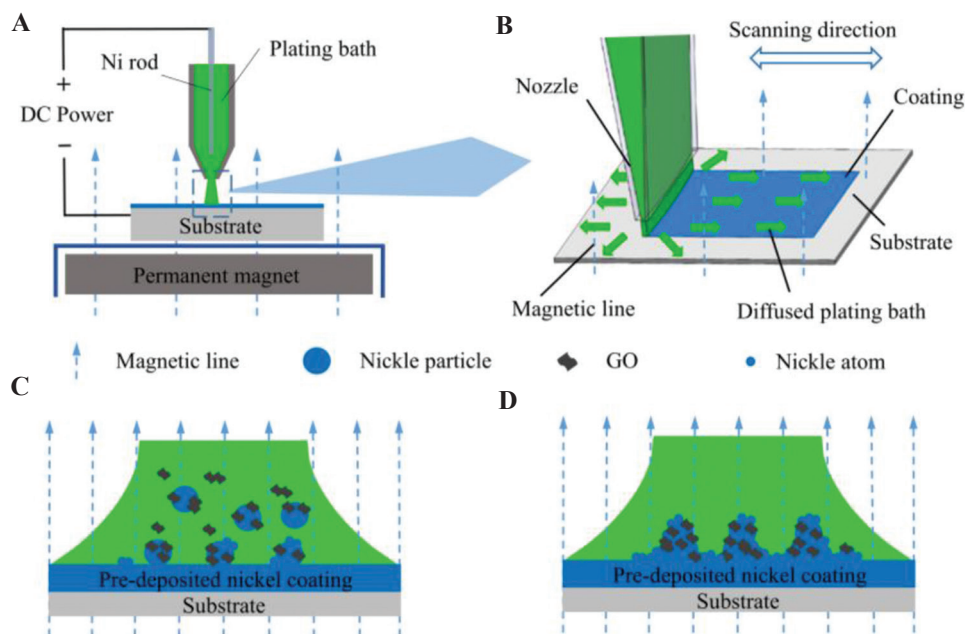 A
Plating bath
Ni rod
+
DC Power
−
Substrate
Permanent magnet
B
Scanning direction
Nozzle
Coating
Substrate
Magnetic line
Diffused plating bath
Magnetic line
Nickle particle
GO
Nickle atom
C
Pre-deposited nickel coating
Substrate
D
Pre-deposited nickel coating
Substrate